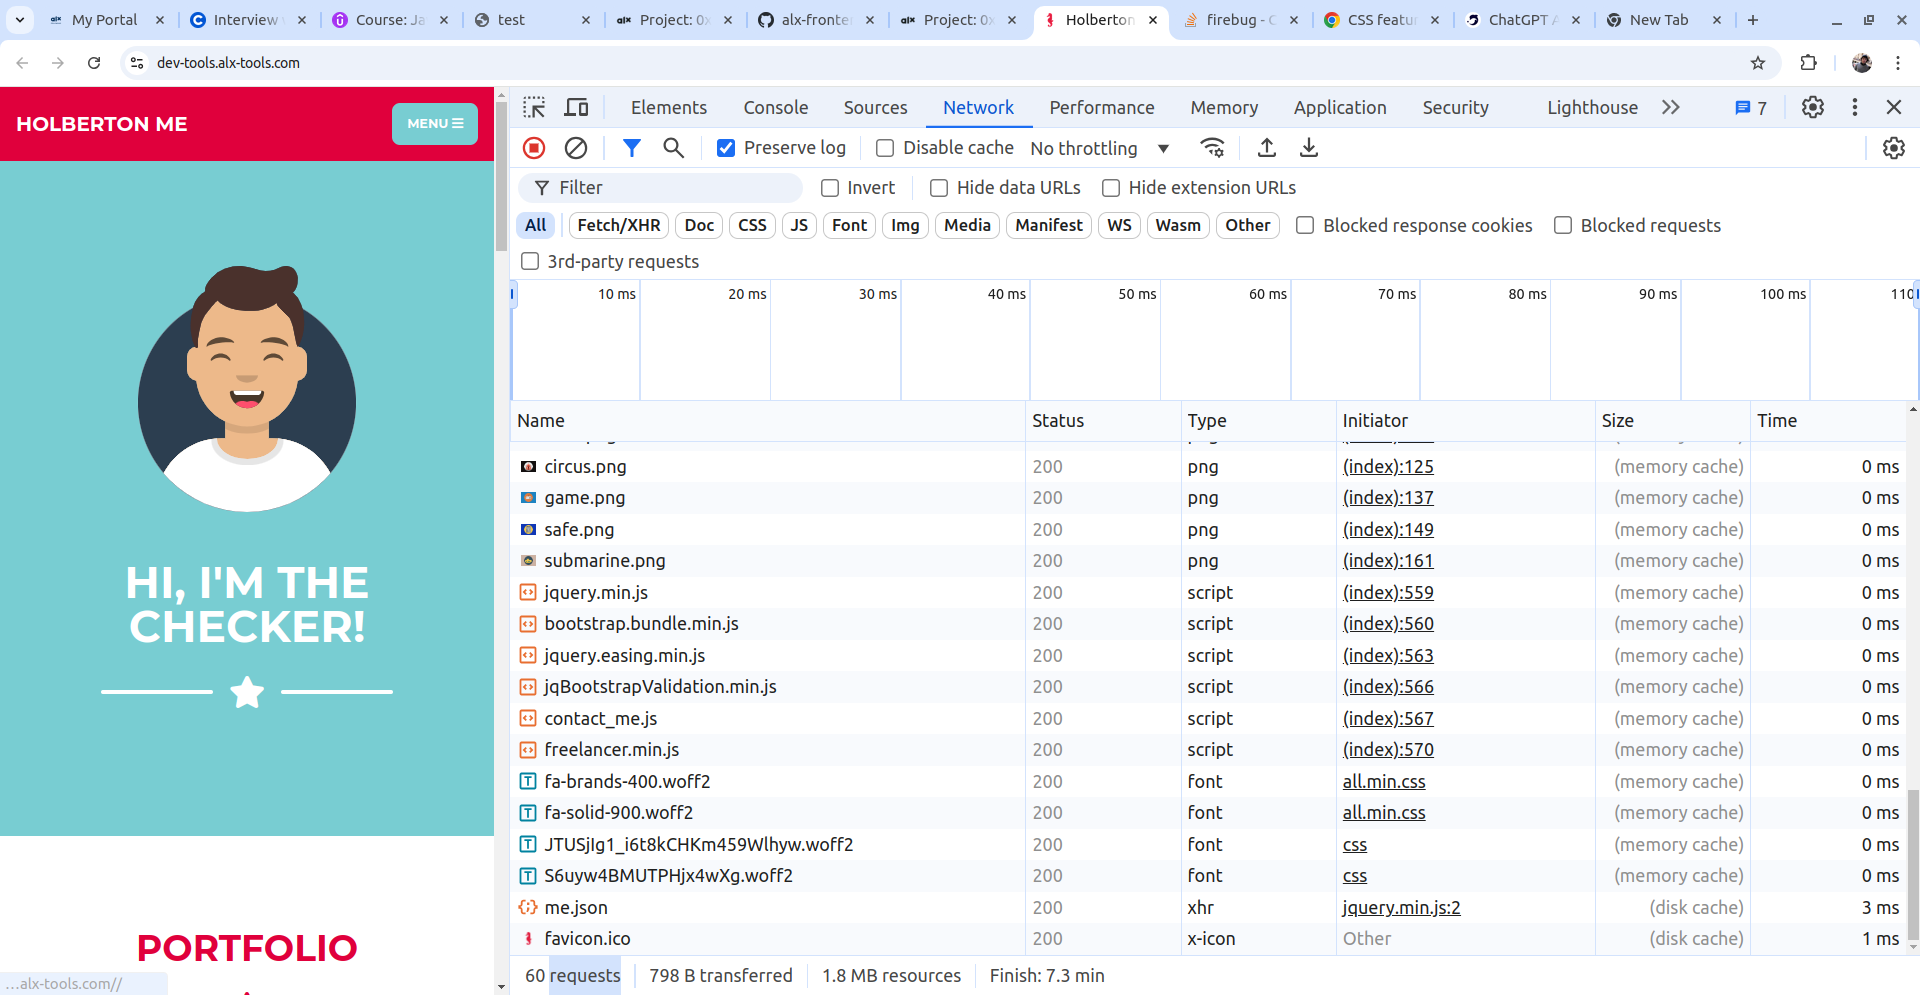 My Portal
Interview
Course: Ja
test
Project: 0x
alx-fronte
Project: 0x
Holberton
firebug - C
CSS featu
ChatGPT A
New Tab
dev-tools.alx-tools.com
HOLBERTON ME
MENU
HI, I'M THE
CHECKER!
PORTFOLIO
...alx-tools.com//
Elements Console Sources Network Performance Memory Application Security Lighthouse 7
Preserve log Disable cache No throttling
Filter Invert Hide data URLs Hide extension URLs
All Fetch/XHR Doc CSS JS Font Img Media Manifest WS Wasm Other Blocked response cookies Blocked requests
3rd-party requests
10 ms 20 ms 30 ms 40 ms 50 ms 60 ms 70 ms 80 ms 90 ms 100 ms 110
Name Status Type Initiator Size Time
circus.png 200 png (index):125 (memory cache) 0 ms
game.png 200 png (index):137 (memory cache) 0 ms
safe.png 200 png (index):149 (memory cache) 0 ms
submarine.png 200 png (index):161 (memory cache) 0 ms
jquery.min.js 200 script (index):559 (memory cache) 0 ms
bootstrap.bundle.min.js 200 script (index):560 (memory cache) 0 ms
jquery.easing.min.js 200 script (index):563 (memory cache) 0 ms
jqBootstrapValidation.min.js 200 script (index):566 (memory cache) 0 ms
contact_me.js 200 script (index):567 (memory cache) 0 ms
freelancer.min.js 200 script (index):570 (memory cache) 0 ms
fa-brands-400.woff2 200 font all.min.css (memory cache) 0 ms
fa-solid-900.woff2 200 font all.min.css (memory cache) 0 ms
JTUSjIg1_i6t8kCHKm459Wlhyw.woff2 200 font css (memory cache) 0 ms
S6uyw4BMUTPHjx4wXg.woff2 200 font css (memory cache) 0 ms
me.json 200 xhr jquery.min.js:2 (disk cache) 3 ms
favicon.ico 200 x-icon Other (disk cache) 1 ms
60 requests 798 B transferred 1.8 MB resources Finish: 7.3 min